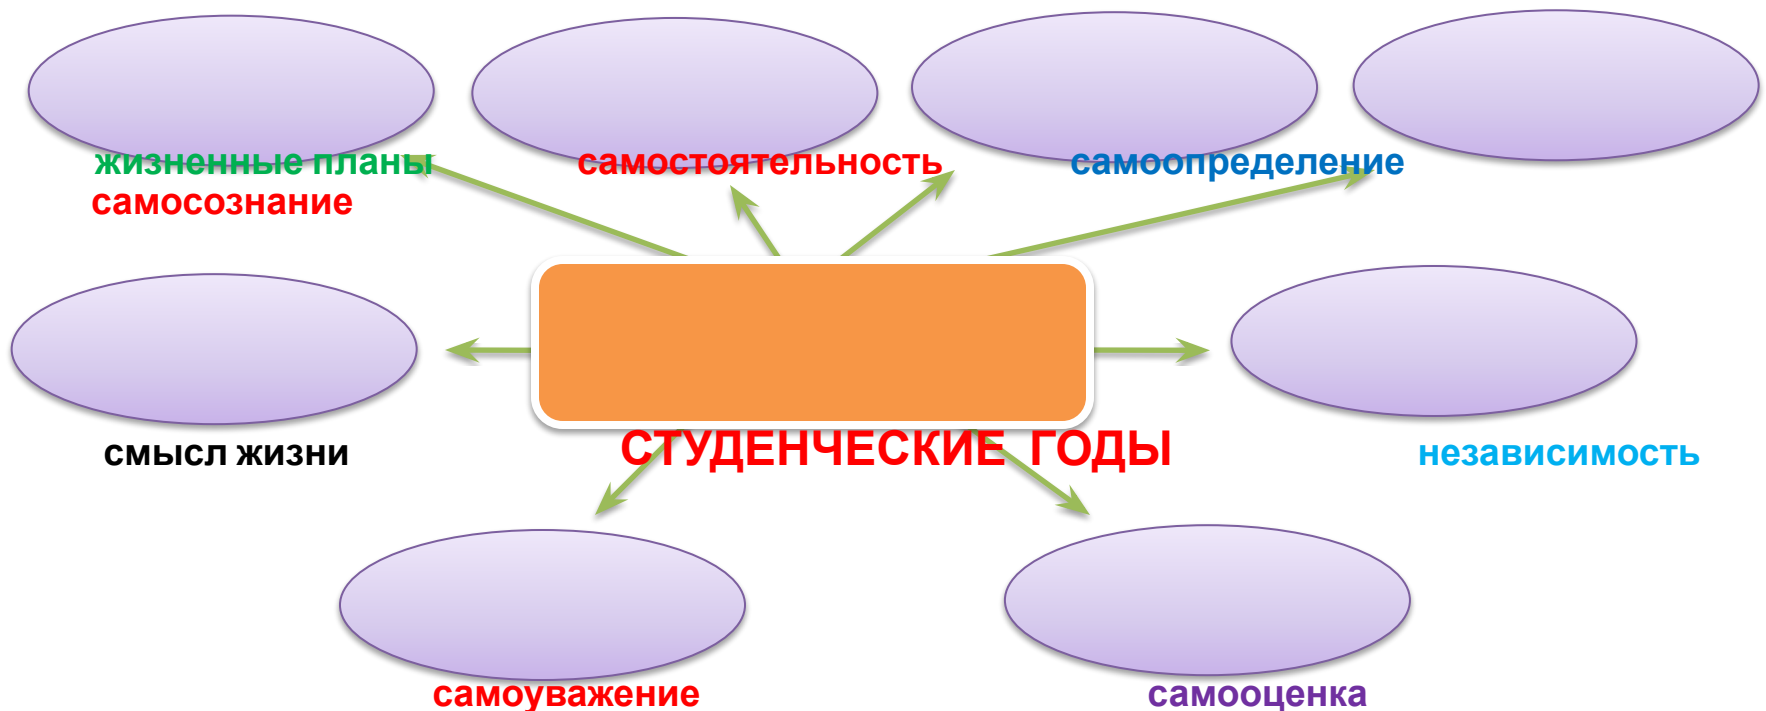 жизненные планы самостоятельность самоопределение
самосознание
СТУДЕНЧЕСКИЕ ГОДЫ
смысл жизни независимость
самоуважение самооценка